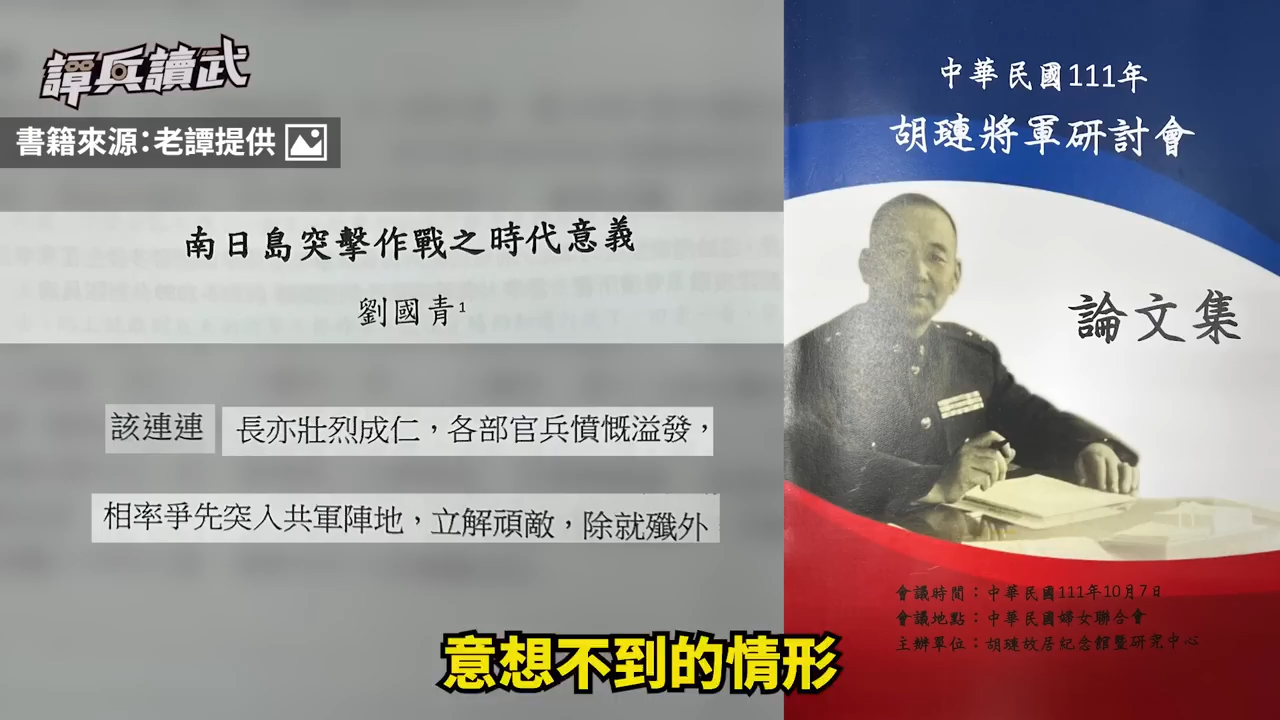 譚兵讀武
書籍來源:老譚提供
南日島突擊作戰之時代意義
劉國青1
該連連長亦壯烈成仁，各部官兵憤慨溢發，
相率爭先突入共軍陣地，立解頑敵，除就殲外
中華民國111年
胡璉將軍研討會
論文集
會議時間：中華民國111年10月7日
會議地點：中華民國婦女聯合會
主辦單位：胡璉故居紀念館暨研究中心
意想不到的情形